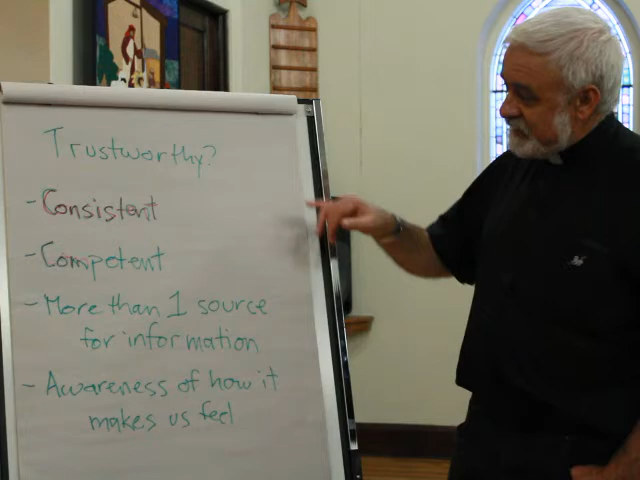 Trustworthy?
- Consistent
- Competent
- More than 1 source
for information
- Awareness of how it
makes us feel